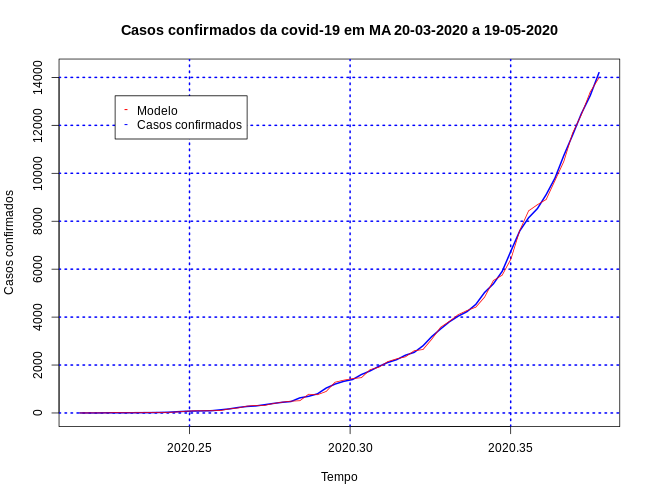 Casos confirmados da covid-19 em MA 20-03-2020 a 19-05-2020
Casos confirmados
14000
12000
10000
8000
6000
4000
2000
0
- Modelo
- Casos confirmados
2020.25 2020.30 2020.35
Tempo